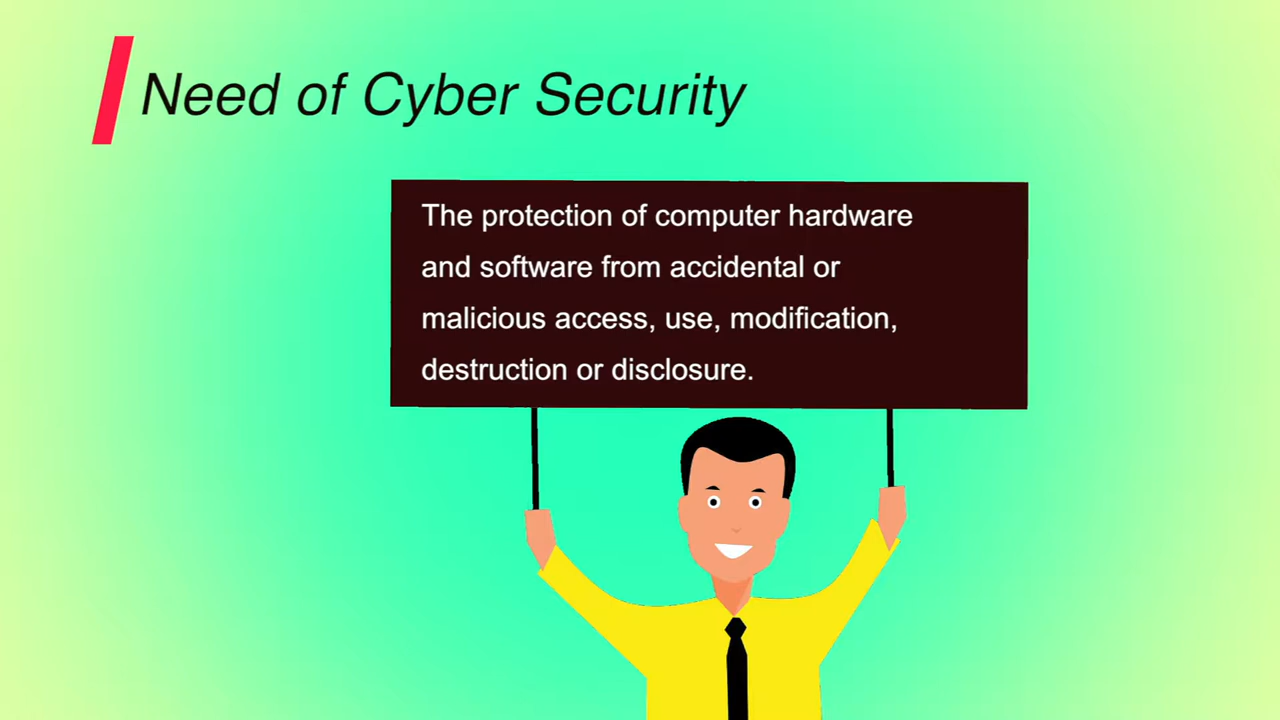 Need of Cyber Security
The protection of computer hardware
and software from accidental or
malicious access, use, modification,
destruction or disclosure.